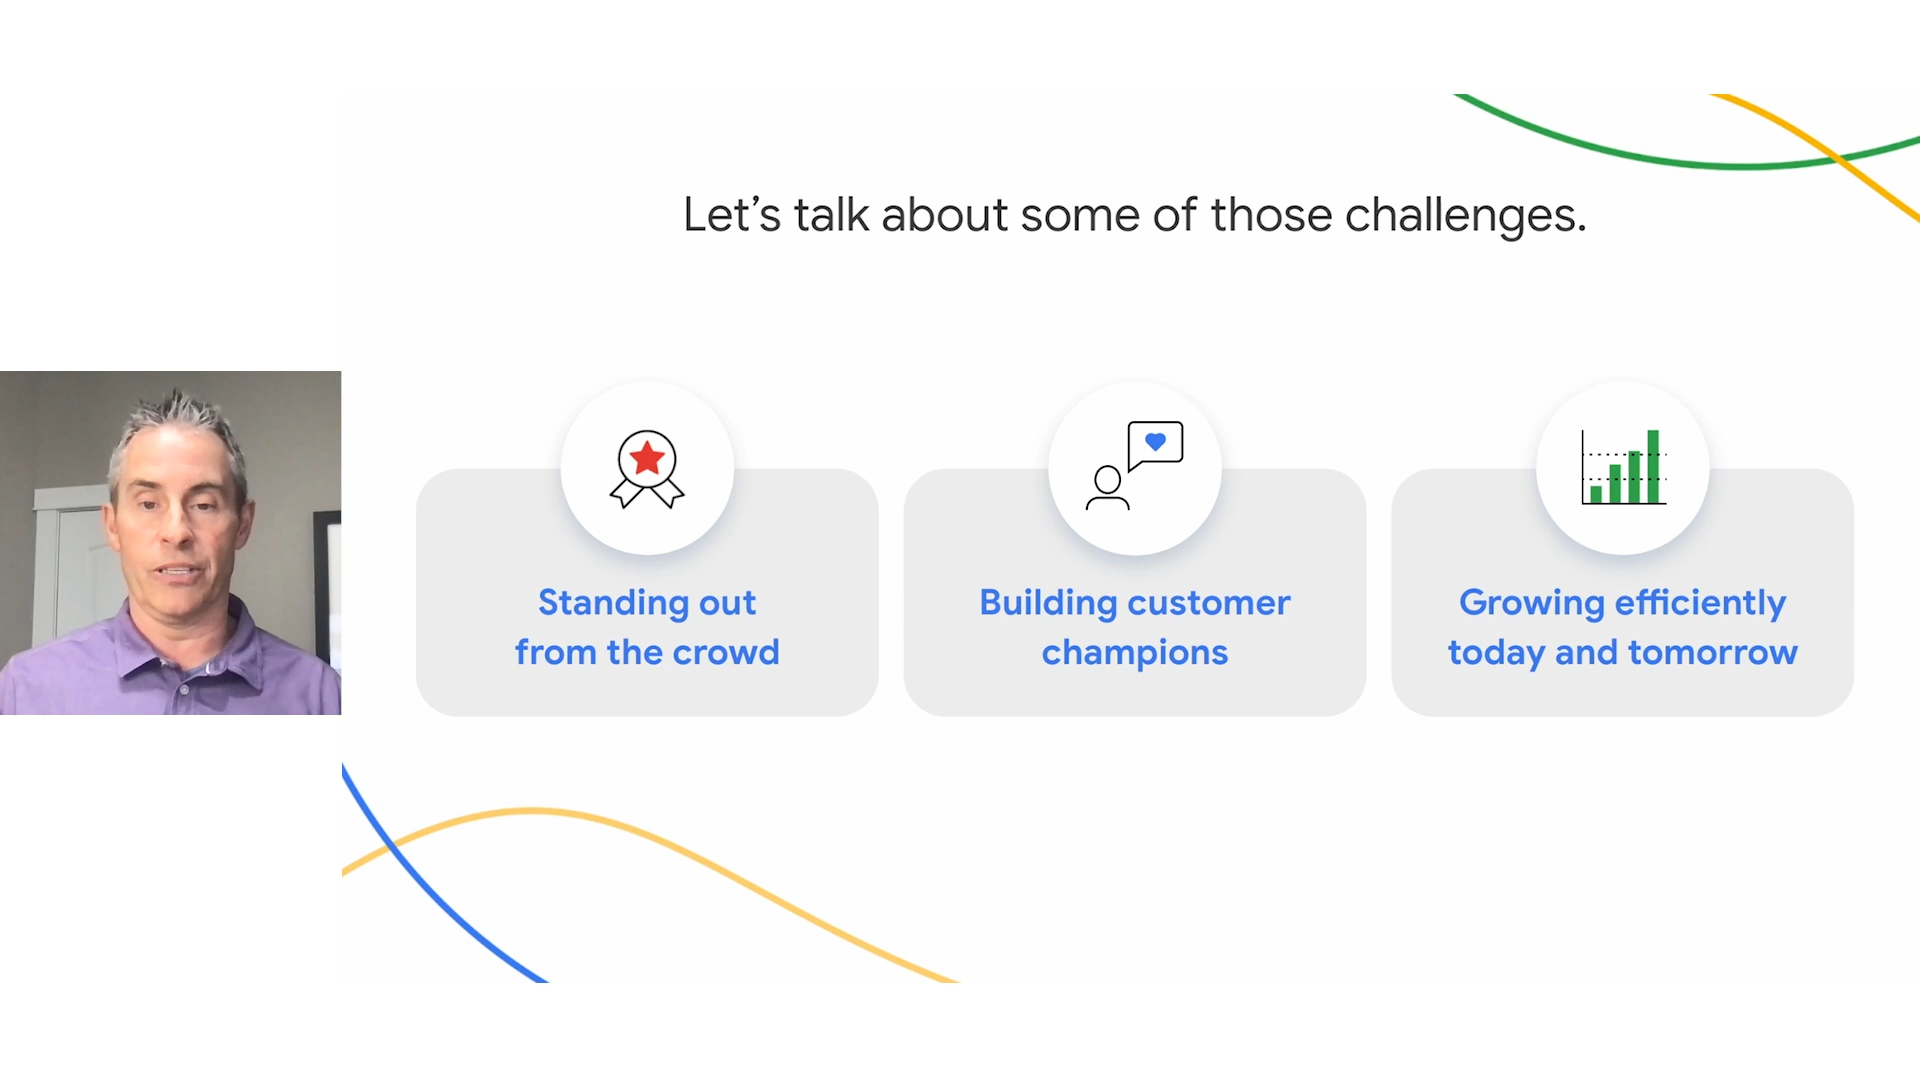 Let’s talk about some of those challenges.
Standing out
from the crowd
Building customer
champions
Growing efficiently
today and tomorrow